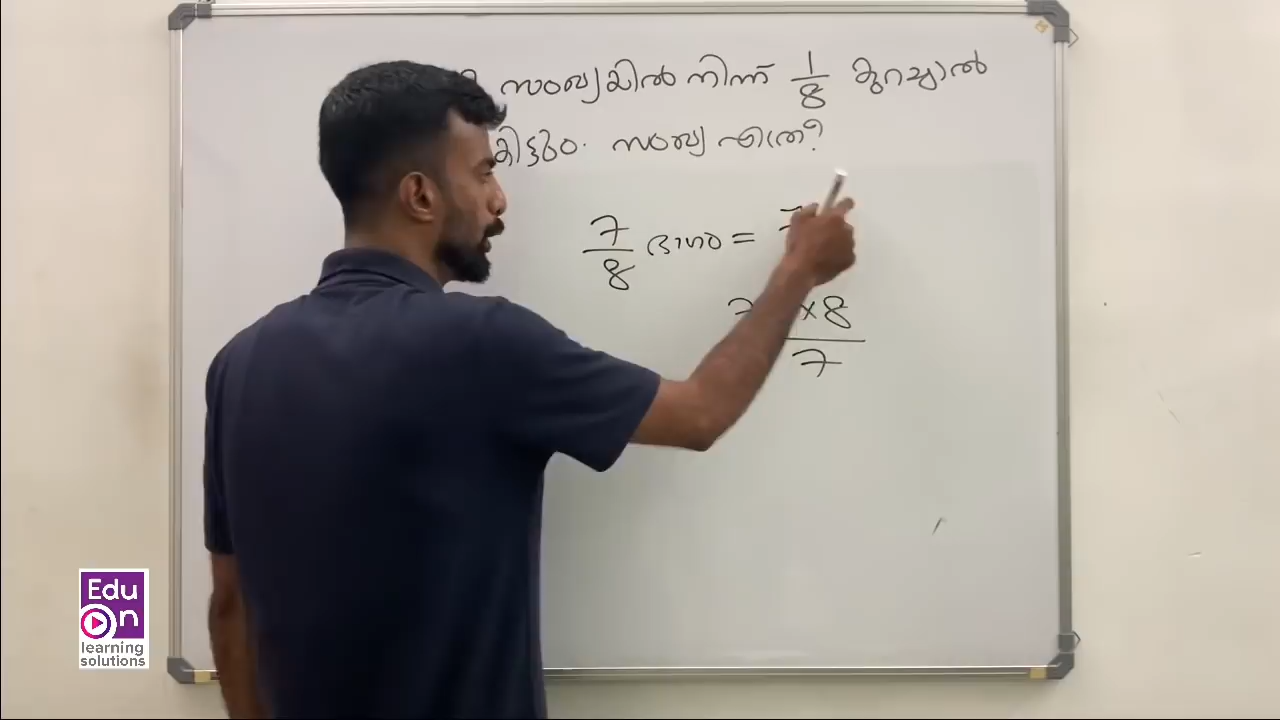 സംഖ്യയിൽ നിന്ന് 1/8 കുറച്ചാൽ
കിട്ടും. സംഖ്യ എത്ര?
7/8 ഭാഗം =
× 8
7
Edu
On
learning
solutions